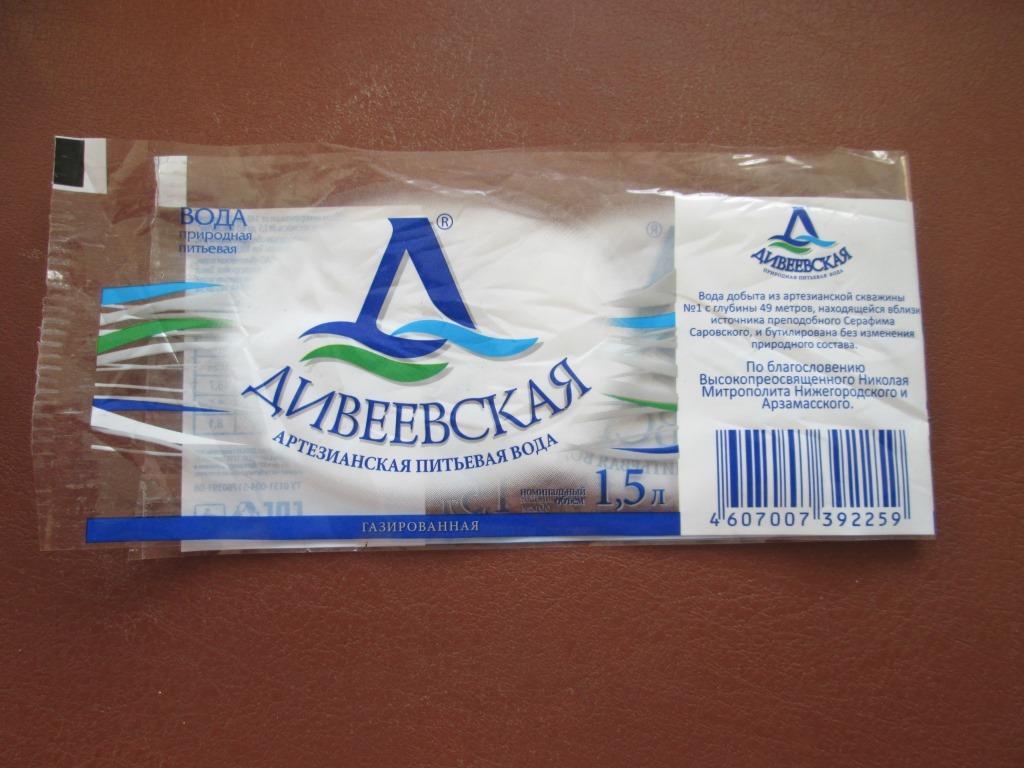 ВОДА
природная
питьевая
®
ДИВЕЕВСКАЯ
АРТЕЗИАНСКАЯ ПИТЬЕВАЯ ВОДА
номинальный
объем
1,5 л
ГАЗИРОВАННАЯ
ДИВЕЕВСКАЯ
ПРИРОДНАЯ ПИТЬЕВАЯ ВОДА
Вода добыта из артезианской скважины
№1 с глубины 49 метров, находящейся вблизи
источника преподобного Серафима
Саровского, и бутилирована без изменения
природного состава.
По благословению
Высокопреосвященного Николая
Митрополита Нижегородского и
Арзамасского.
4 607007 392259